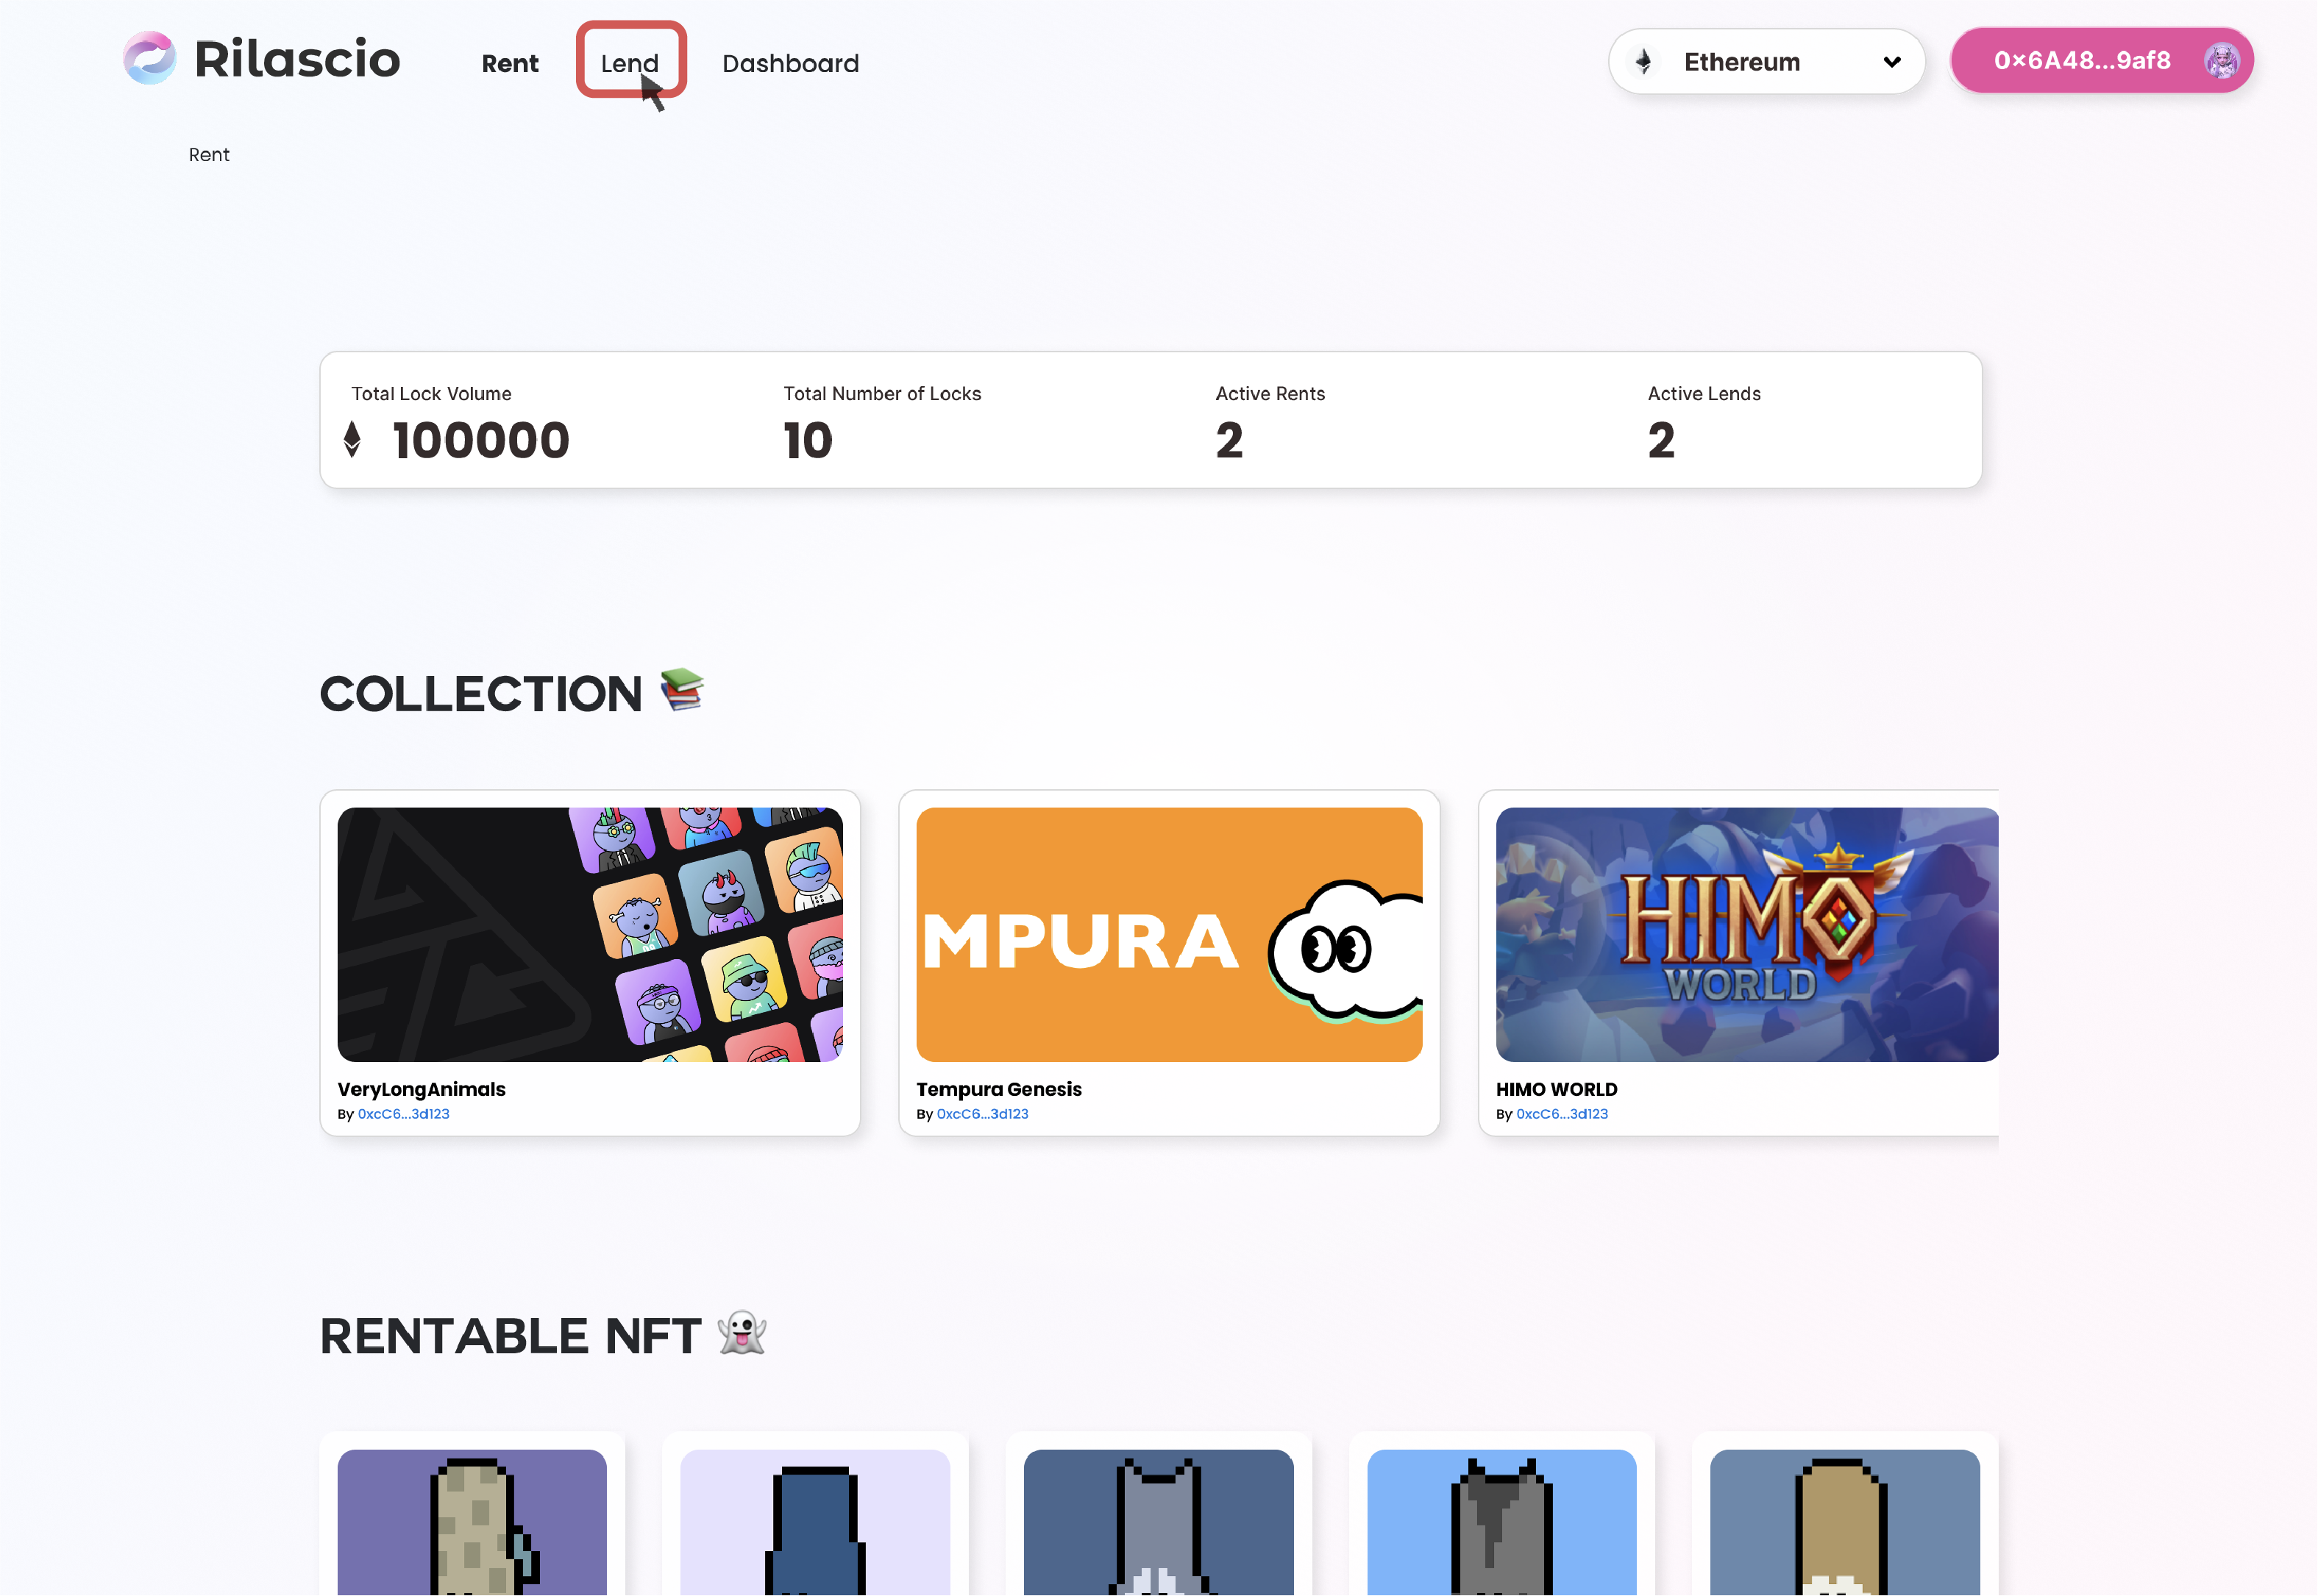 Rilascio
Rent
Lend
Dashboard
Ethereum
0×6A48...9af8
Rent
Total Lock Volume
Total Number of Locks
Active Rents
Active Lends
100000
10
2
2
COLLECTION
MPURA
HIMO
WORLD
VeryLongAnimals
By 0xcC6...3d123
Tempura Genesis
By 0xcC6...3d123
HIMO WORLD
By 0xcC6...3d123
RENTABLE NFT